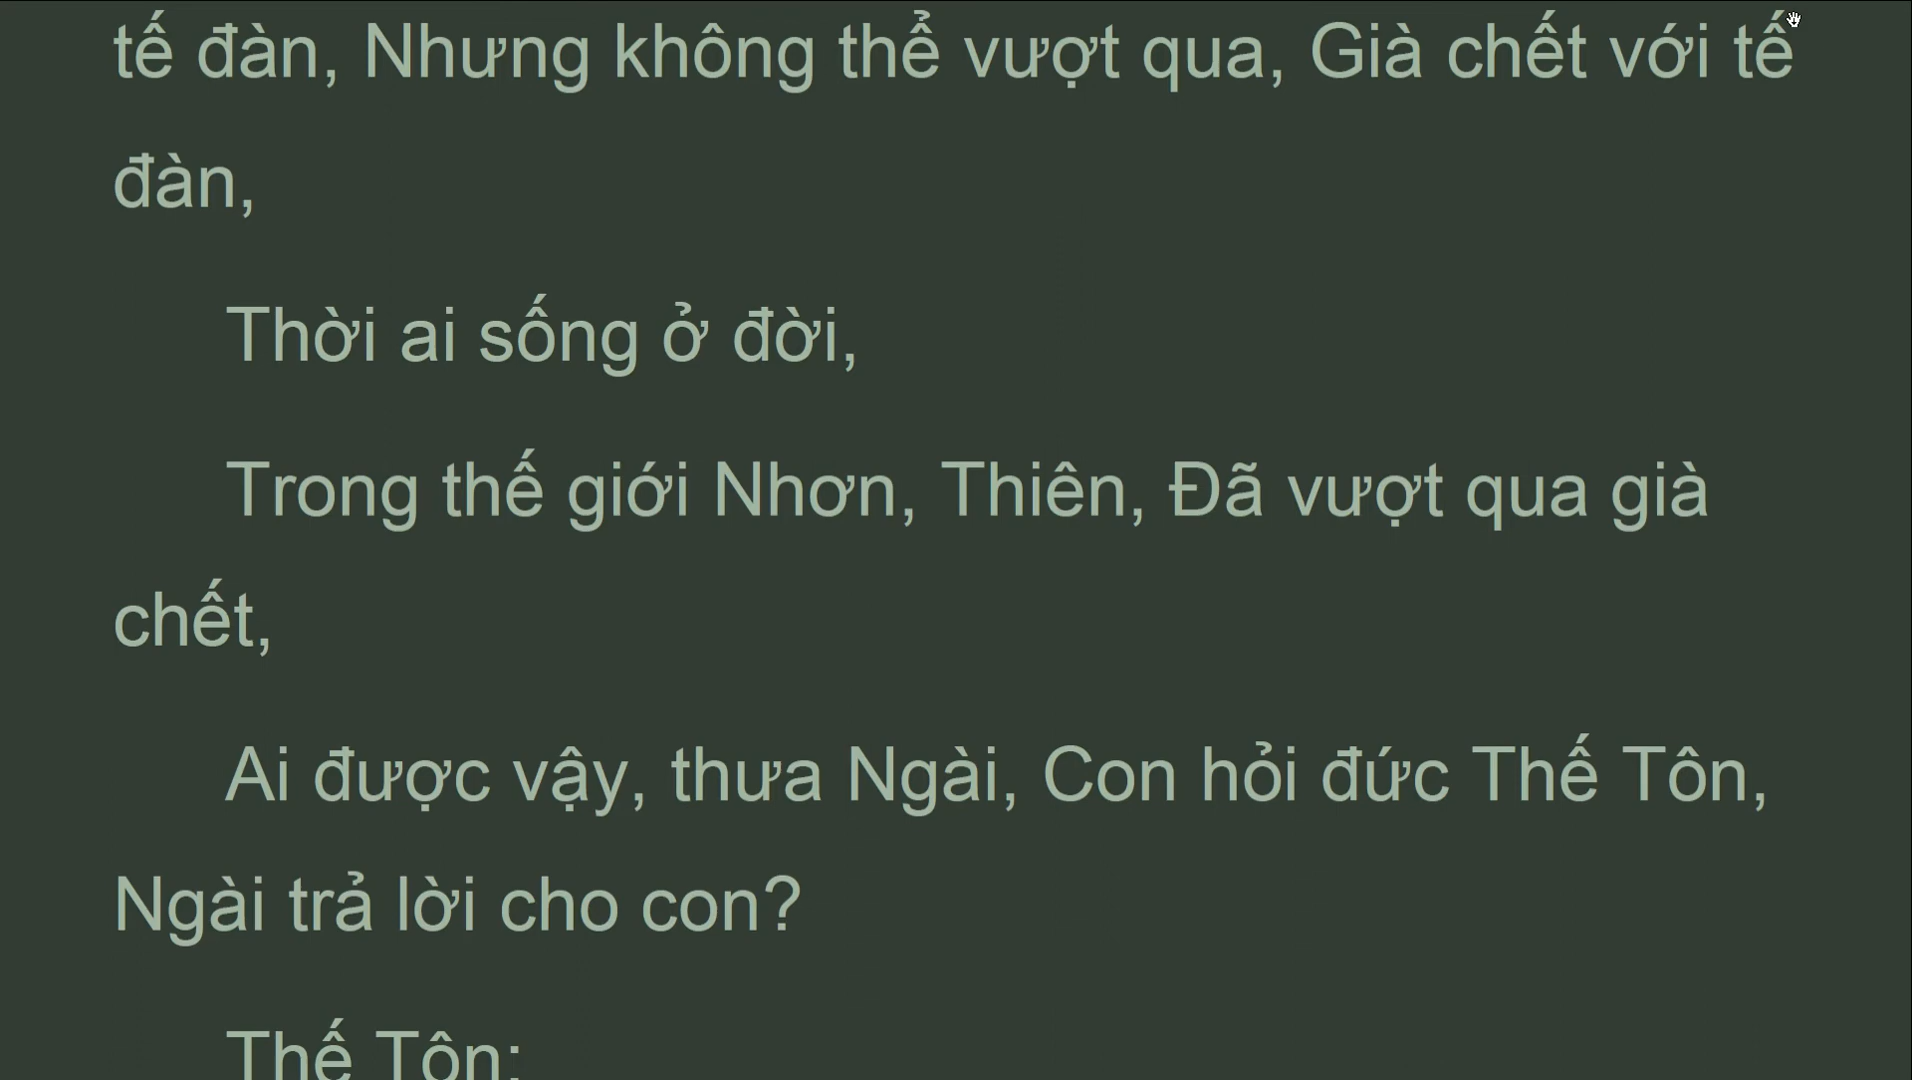 tế đàn, Nhưng không thể vượt qua, Già chết với tế
đàn,
Thời ai sống ở đời,
Trong thế giới Nhơn, Thiên, Đã vượt qua già
chết,
Ai được vậy, thưa Ngài, Con hỏi đức Thế Tôn,
Ngài trả lời cho con?
Thế Tôn: